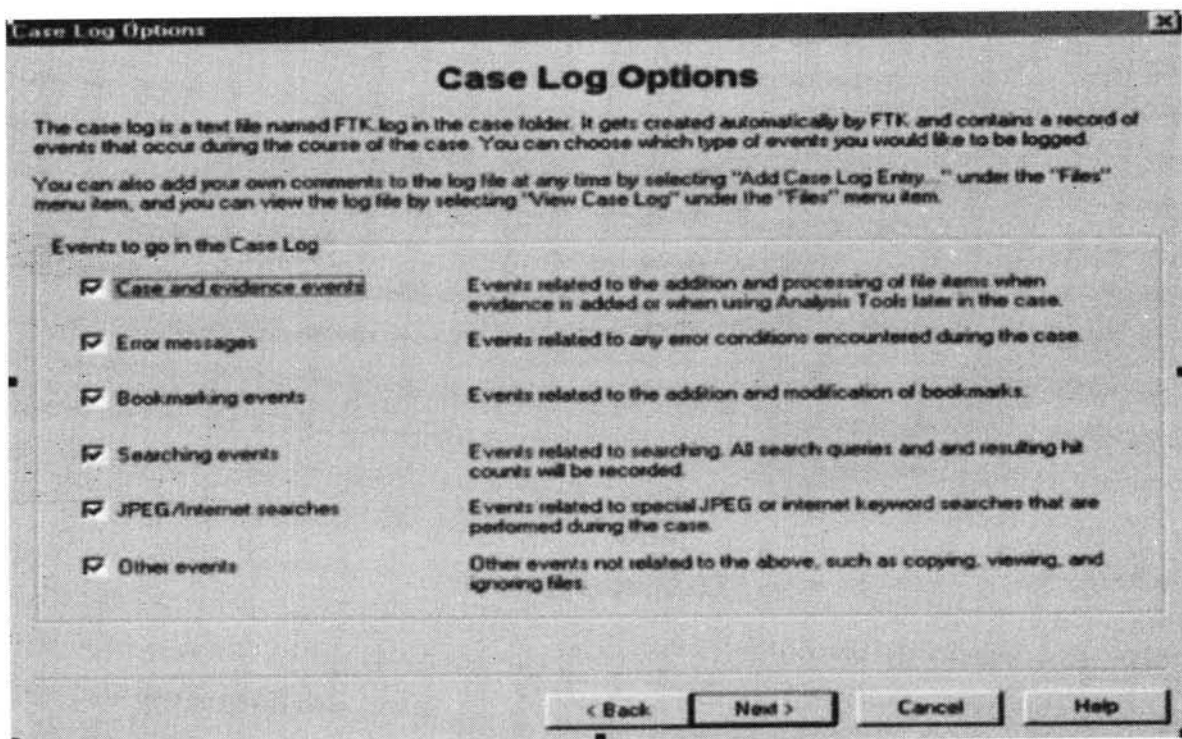 Case Log Options
Case Log Options
The case log is a text file named FTK.log in the case folder. It gets created automatically by FTK and contains a record of
events that occur during the course of the case. You can choose which type of events you would like to be logged.
You can also add your own comments to the log file at any time by selecting "Add Case Log Entry..." under the "Files"
menu item, and you can view the log file by selecting "View Case Log" under the "Files" menu item.
Events to go in the Case Log
Case and evidence events
Events related to the addition and processing of file items when
evidence is added or when using Analysis Tools later in the case.
Error messages
Events related to any error conditions encountered during the case.
Bookmarking events
Events related to the addition and modification of bookmarks.
Searching events
Events related to searching. All search queries and and resulting hit
counts will be recorded.
JPEG/Internet searches
Events related to special JPEG or internet keyword searches that are
performed during the case.
Other events
Other events not related to the above, such as copying, viewing, and
ignoring files.
< Back
Next >
Cancel
Help